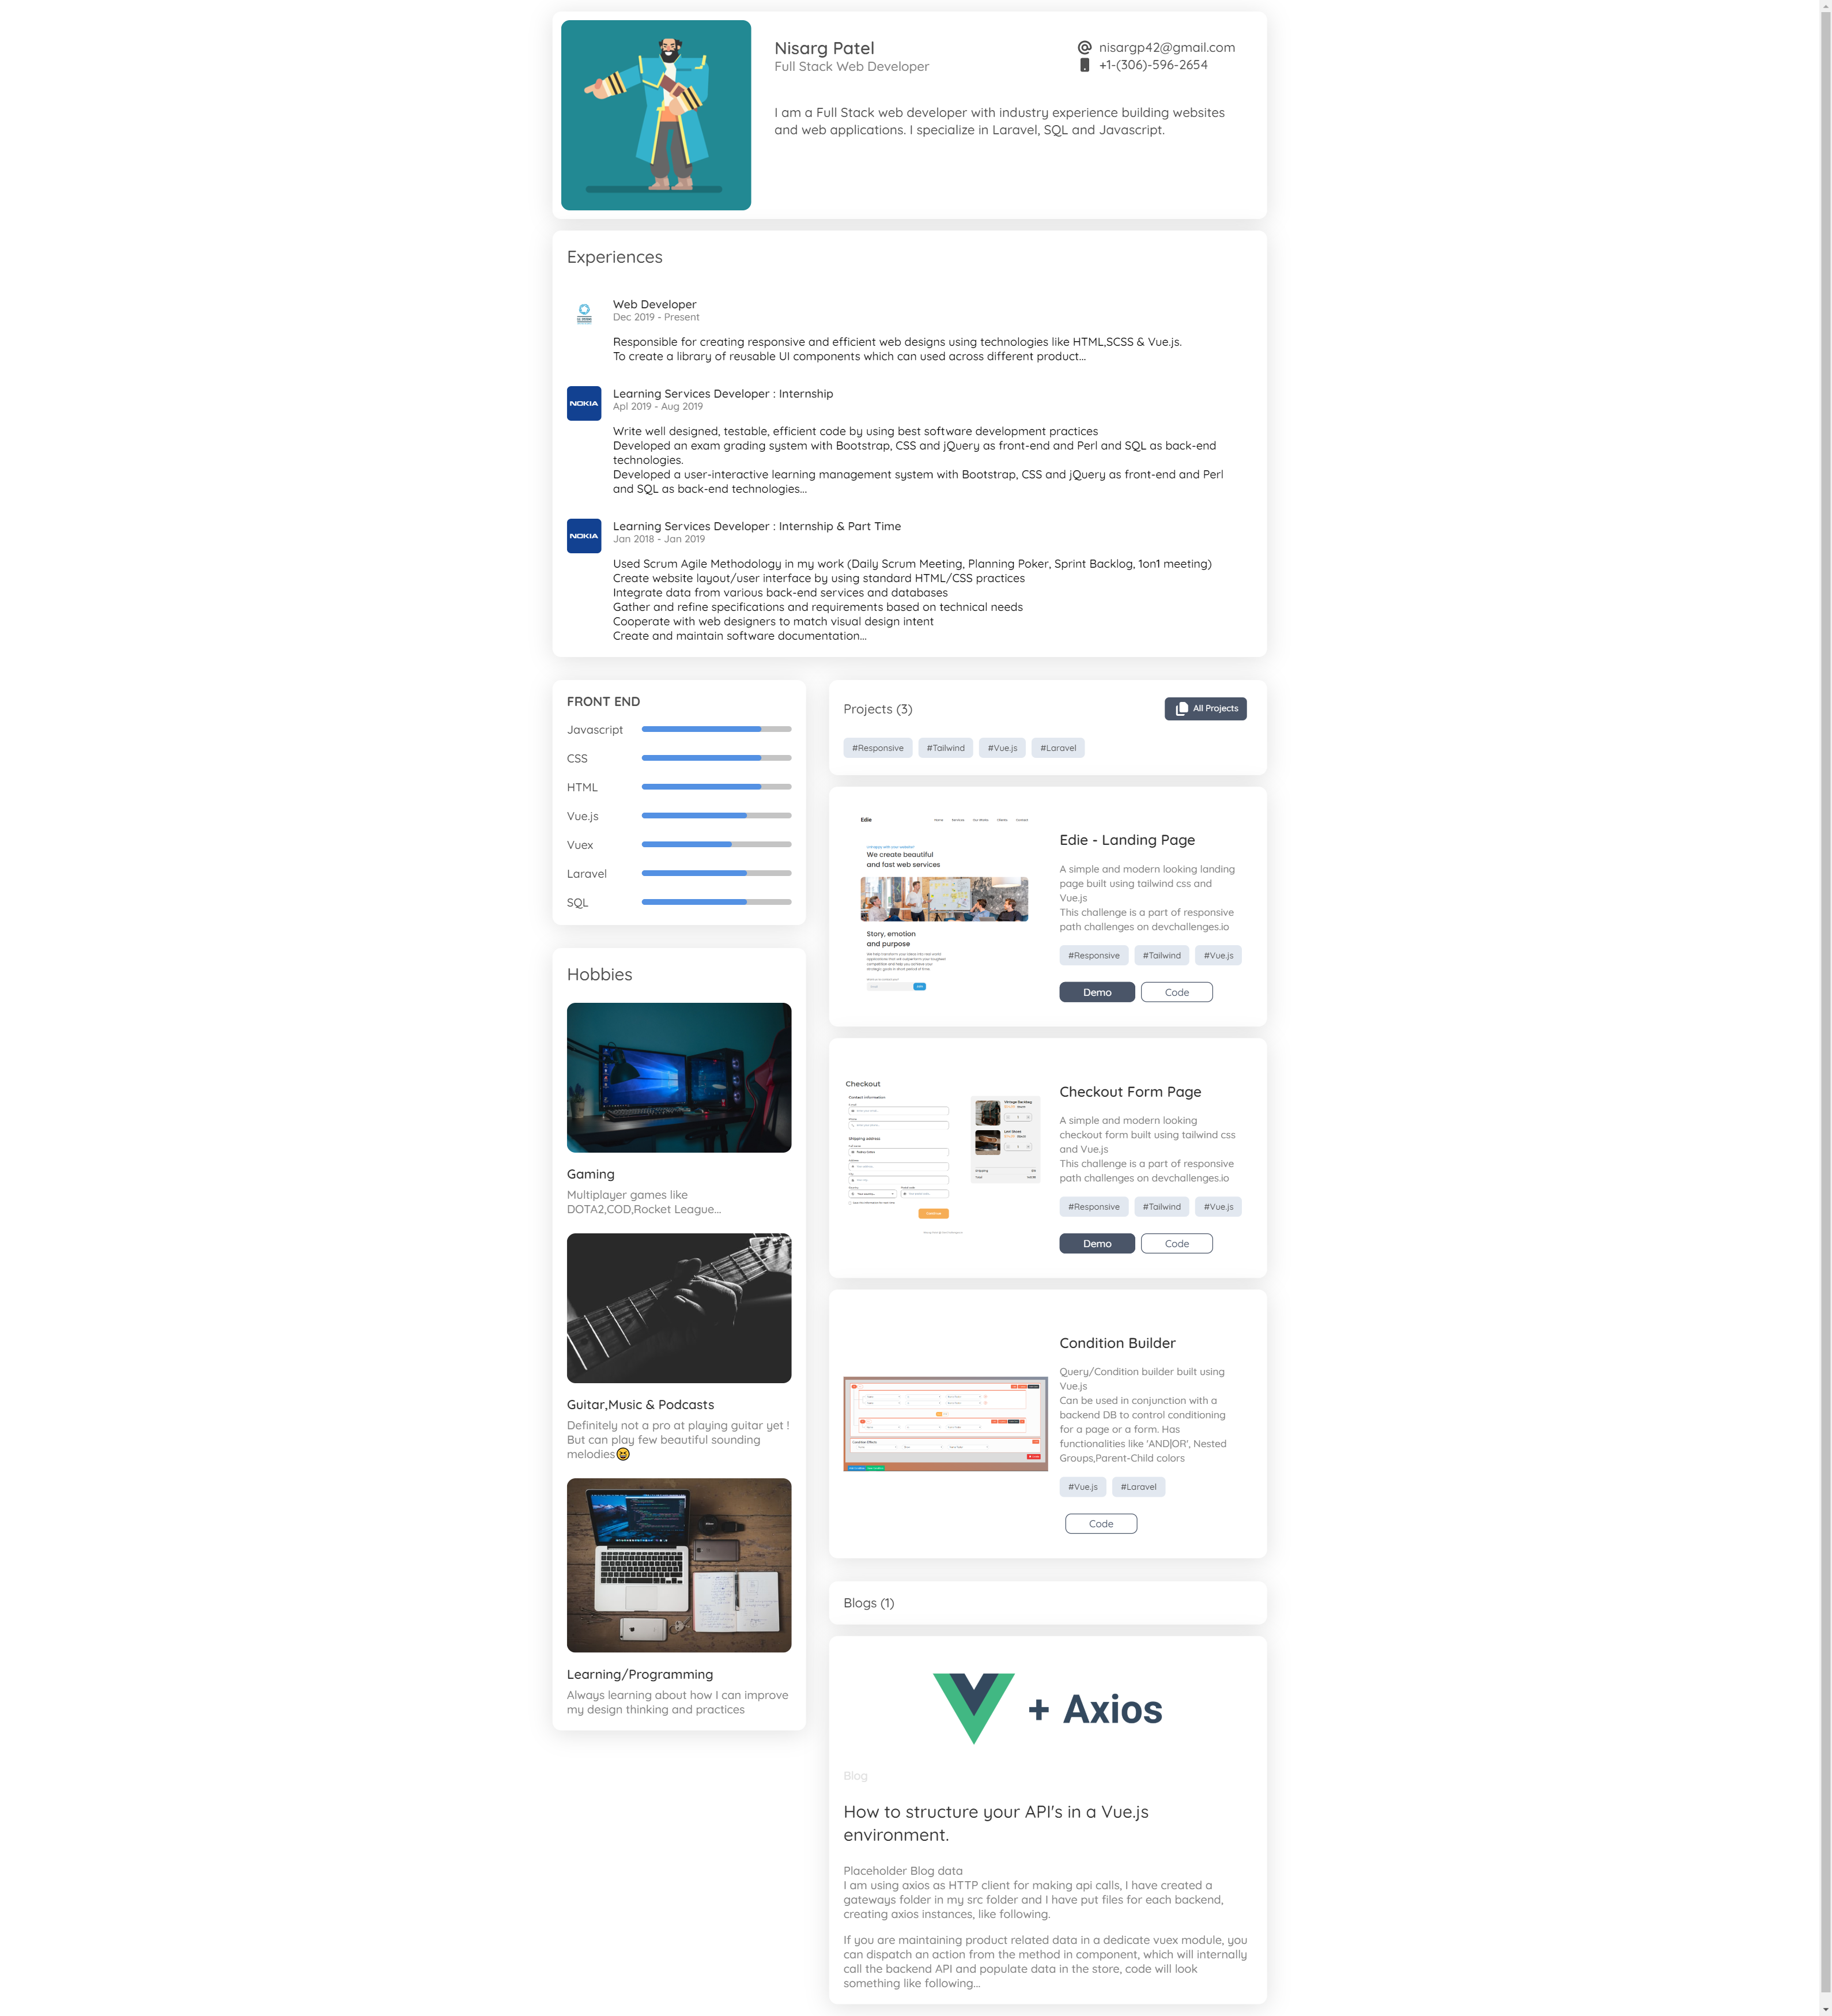 Nisarg Patel
Full Stack Web Developer
nisargp42@gmail.com
+1-(306)-596-2654
I am a Full Stack web developer with industry experience building websites
and web applications. I specialize in Laravel, SQL and Javascript.
Experiences
Web Developer
Dec 2019 - Present
Responsible for creating responsive and efficient web designs using technologies like HTML,SCSS & Vue.js.
To create a library of reusable UI components which can used across different product...
NOKIA
Learning Services Developer : Internship
Apl 2019 - Aug 2019
Write well designed, testable, efficient code by using best software development practices
Developed an exam grading system with Bootstrap, CSS and jQuery as front-end and Perl and SQL as back-end
technologies.
Developed a user-interactive learning management system with Bootstrap, CSS and jQuery as front-end and Perl
and SQL as back-end technologies...
NOKIA
Learning Services Developer : Internship & Part Time
Jan 2018 - Jan 2019
Used Scrum Agile Methodology in my work (Daily Scrum Meeting, Planning Poker, Sprint Backlog, 1on1 meeting)
Create website layout/user interface by using standard HTML/CSS practices
Integrate data from various back-end services and databases
Gather and refine specifications and requirements based on technical needs
Cooperate with web designers to match visual design intent
Create and maintain software documentation...
FRONT END
Javascript
CSS
HTML
Vue.js
Vuex
Laravel
SQL
Hobbies
Gaming
Multiplayer games like
DOTA2,COD,Rocket League...
Guitar,Music & Podcasts
Definitely not a pro at playing guitar yet !
But can play few beautiful sounding
melodies😆
Learning/Programming
Always learning about how I can improve
my design thinking and practices
Projects (3)
All Projects
#Responsive #Tailwind #Vue.js #Laravel
Edie
Home Services Our Works Clients Contact
We create beautiful
and fast web services
Story, emotion
and purpose
Edie - Landing Page
A simple and modern looking landing
page built using tailwind css and
Vue.js
This challenge is a part of responsive
path challenges on devchallenges.io
#Responsive #Tailwind #Vue.js
Demo Code
Checkout
Contact information
Shipping address
Checkout Form Page
A simple and modern looking
checkout form built using tailwind css
and Vue.js
This challenge is a part of responsive
path challenges on devchallenges.io
#Responsive #Tailwind #Vue.js
Demo Code
Condition Builder
Query/Condition builder built using
Vue.js
Can be used in conjunction with a
backend DB to control conditioning
for a page or a form. Has
functionalities like 'AND|OR', Nested
Groups,Parent-Child colors
#Vue.js #Laravel
Code
Blogs (1)
+ Axios
Blog
How to structure your API's in a Vue.js
environment.
Placeholder Blog data
I am using axios as HTTP client for making api calls, I have created a
gateways folder in my src folder and I have put files for each backend,
creating axios instances, like following.
If you are maintaining product related data in a dedicate vuex module, you
can dispatch an action from the method in component, which will internally
call the backend API and populate data in the store, code will look
something like following...